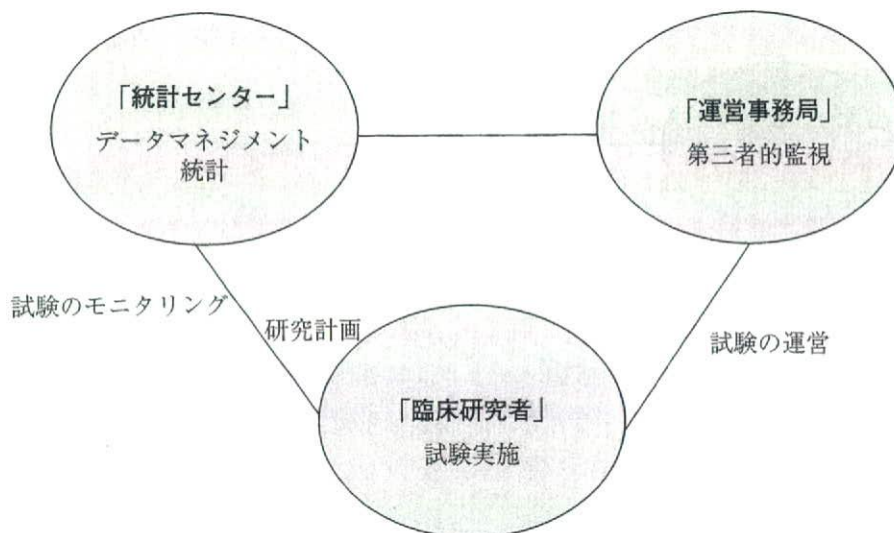 「統計センター」
データマネジメント
統計
「運営事務局」
第三者的監視
試験のモニタリング
研究計画
試験の運営
「臨床研究者」
試験実施